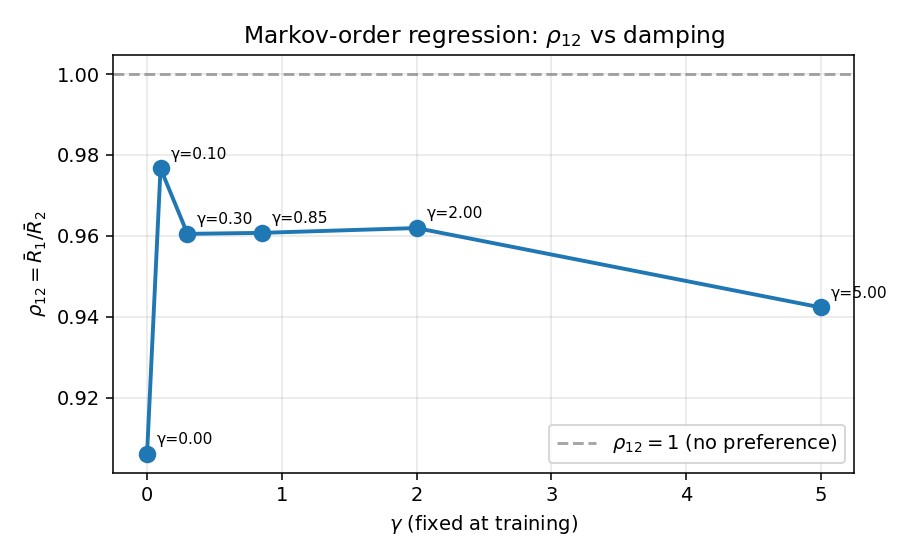 Markov-order regression: ρ₁₂ vs damping
1.00
0.98
0.96
0.94
0.92
ρ₁₂ = R̄₁/R̄₂
γ=0.00
γ=0.10
γ=0.30
γ=0.85
γ=2.00
γ=5.00
ρ₁₂ = 1 (no preference)
0 1 2 3 4 5
γ (fixed at training)